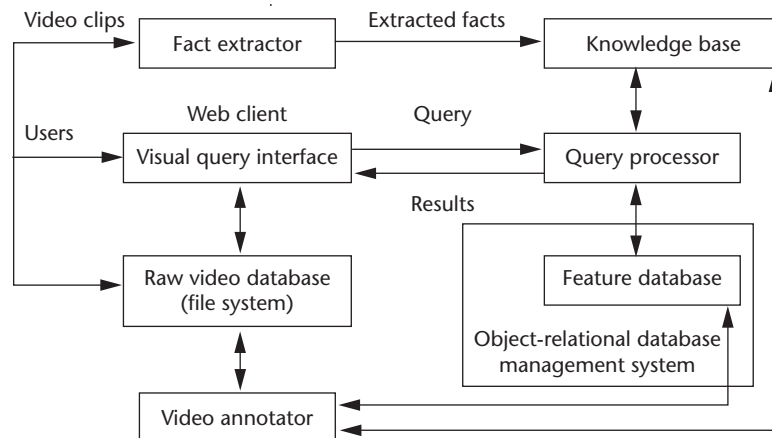 Video clips
Fact extractor
Extracted facts
Knowledge base
Users
Web client
Visual query interface
Query
Query processor
Results
Raw video database
(file system)
Feature database
Object-relational database
management system
Video annotator